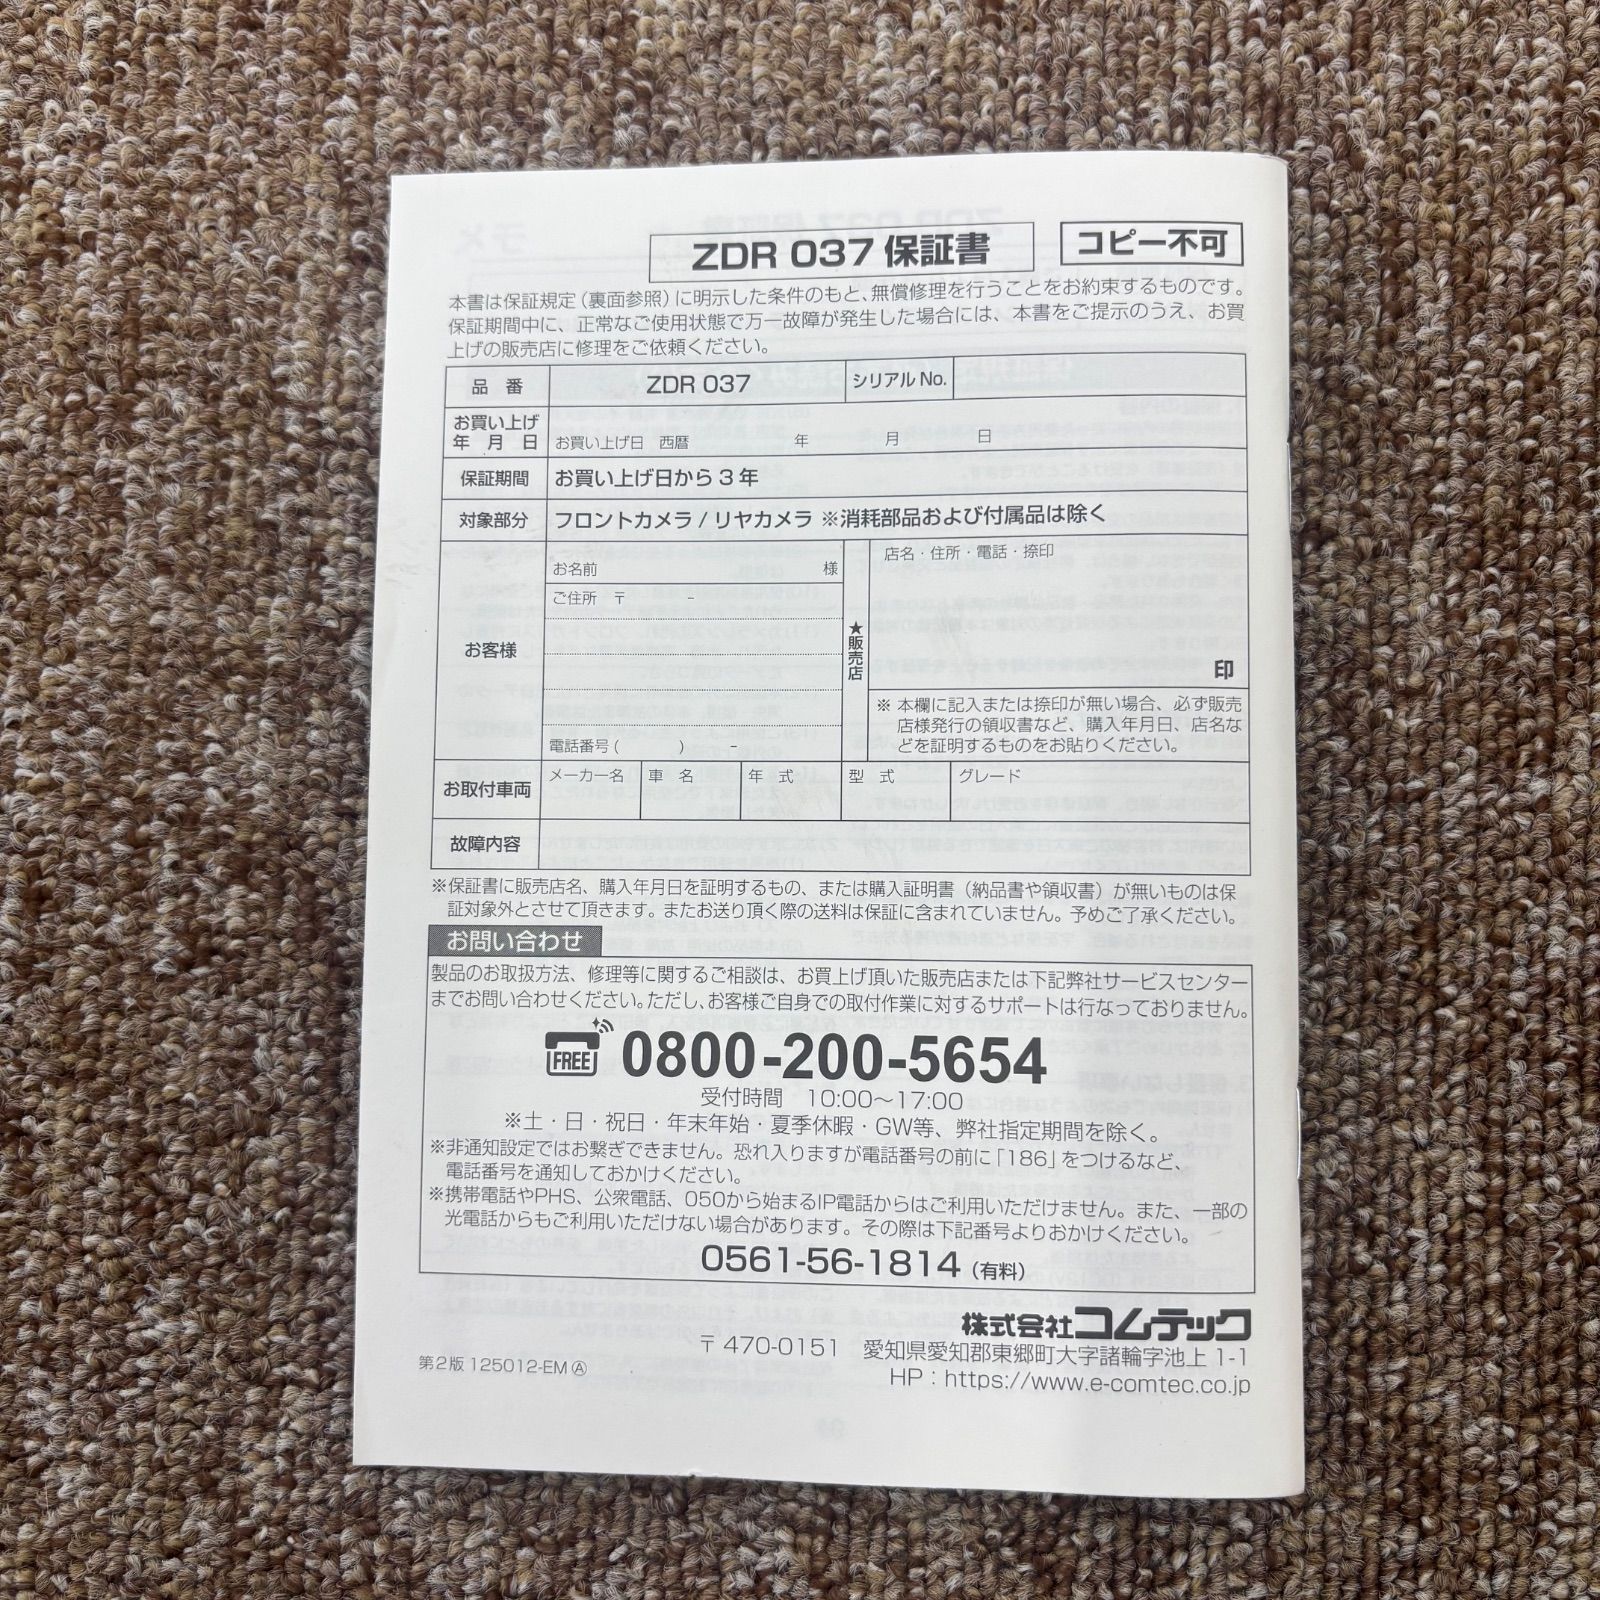 ZDR 037 保証書
コピー不可
本書は保証規定（裏面参照）に明示した条件のもと、無償修理を行うことをお約束するものです。
保証期間中に、正常なご使用状態で万一故障が発生した場合には、本書をご提示のうえ、お買
上げの販売店に修理をご依頼ください。
品 番 ZDR 037 シリアル No.
お買い上げ
年 月 日 お買い上げ日 西暦 年 月 日
保証期間 お買い上げ日から 3 年
対象部分 フロントカメラ / リヤカメラ ※消耗部品および付属品は除く
お客様
お名前 様
ご住所 〒 -
電話番号 ( ) -
★販売店
店名・住所・電話・捺印
印
※ 本欄に記入または捺印が無い場合、必ず販売
店様発行の領収書など、購入年月日、店名な
どを証明するものをお貼りください。
お取付車両 メーカー名 車 名 年 式 型 式 グレード
故障内容
※保証書に販売店名、購入年月日を証明するもの、または購入証明書（納品書や領収書）が無いものは保
証対象外とさせて頂きます。またお送り頂く際の送料は保証に含まれていません。予めご了承ください。
お問い合わせ
製品のお取扱方法、修理等に関するご相談は、お買上げ頂いた販売店または下記弊社サービスセンター
までお問い合わせください。ただし、お客様ご自身での取付作業に対するサポートは行なっておりません。
FREE 0800-200-5654
受付時間 10:00〜17:00
※土・日・祝日・年末年始・夏季休暇・GW等、弊社指定期間を除く。
※非通知設定ではお繋ぎできません。恐れ入りますが電話番号の前に「186」をつけるなど、
電話番号を通知しておかけください。
※携帯電話やPHS、公衆電話、050から始まるIP電話からはご利用いただけません。また、一部の
光電話からもご利用いただけない場合があります。その際は下記番号よりおかけください。
0561-56-1814（有料）
株式会社コムテック
〒470-0151 愛知県愛知郡東郷町大字諸輪字池上 1-1
第2版 125012-EM Ⓐ
HP：https://www.e-comtec.co.jp